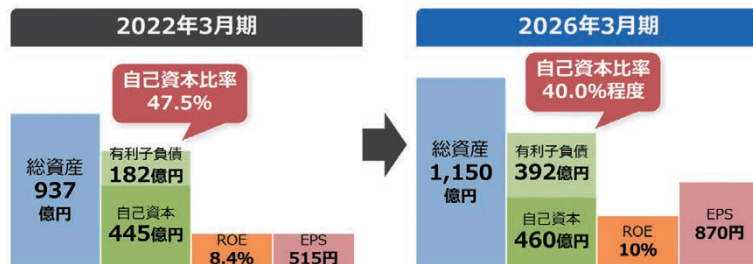 2022年3月期
自己資本比率
47.5%
総資産
937
億円
有利子負債
182億円
自己資本
445億円
ROE
8.4%
EPS
515円
2026年3月期
自己資本比率
40.0%程度
総資産
1,150
億円
有利子負債
392億円
自己資本
460億円
ROE
10%
EPS
870円